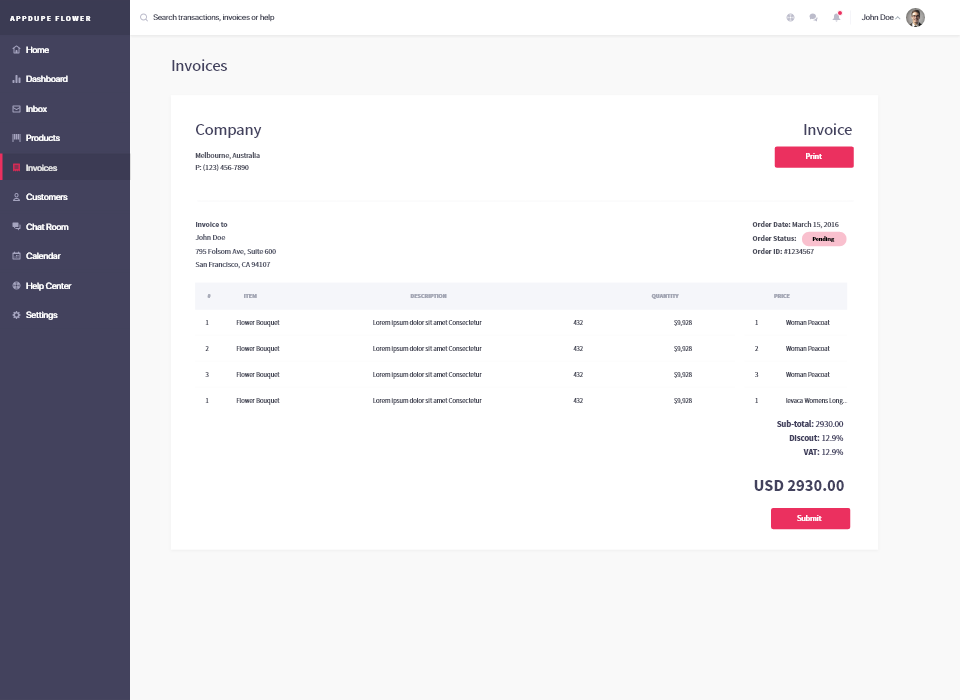 APPDUPE FLOWER
Search transactions, invoices or help
John Doe
Home
Dashboard
Inbox
Products
Invoices
Customers
Chat Room
Calendar
Help Center
Settings
Invoices
Company
Invoice
Melbourne, Australia
P: (123) 456-7890
Print
Invoice to
John Doe
795 Folsom Ave, Suite 600
San Francisco, CA 94107
Order Date: March 15, 2016
Order Status: Pending
Order ID: #1234567
# ITEM DESCRIPTION QUANTITY PRICE
1 Flower Bouquet Lorem ipsum dolor sit amet Consectetur 432 $9,928 1 Woman Peacoat
2 Flower Bouquet Lorem ipsum dolor sit amet Consectetur 432 $9,928 2 Woman Peacoat
3 Flower Bouquet Lorem ipsum dolor sit amet Consectetur 432 $9,928 3 Woman Peacoat
1 Flower Bouquet Lorem ipsum dolor sit amet Consectetur 432 $9,928 1 Ievaca Womens Long..
Sub-total: 2930.00
Discout: 12.9%
VAT: 12.9%
USD 2930.00
Submit